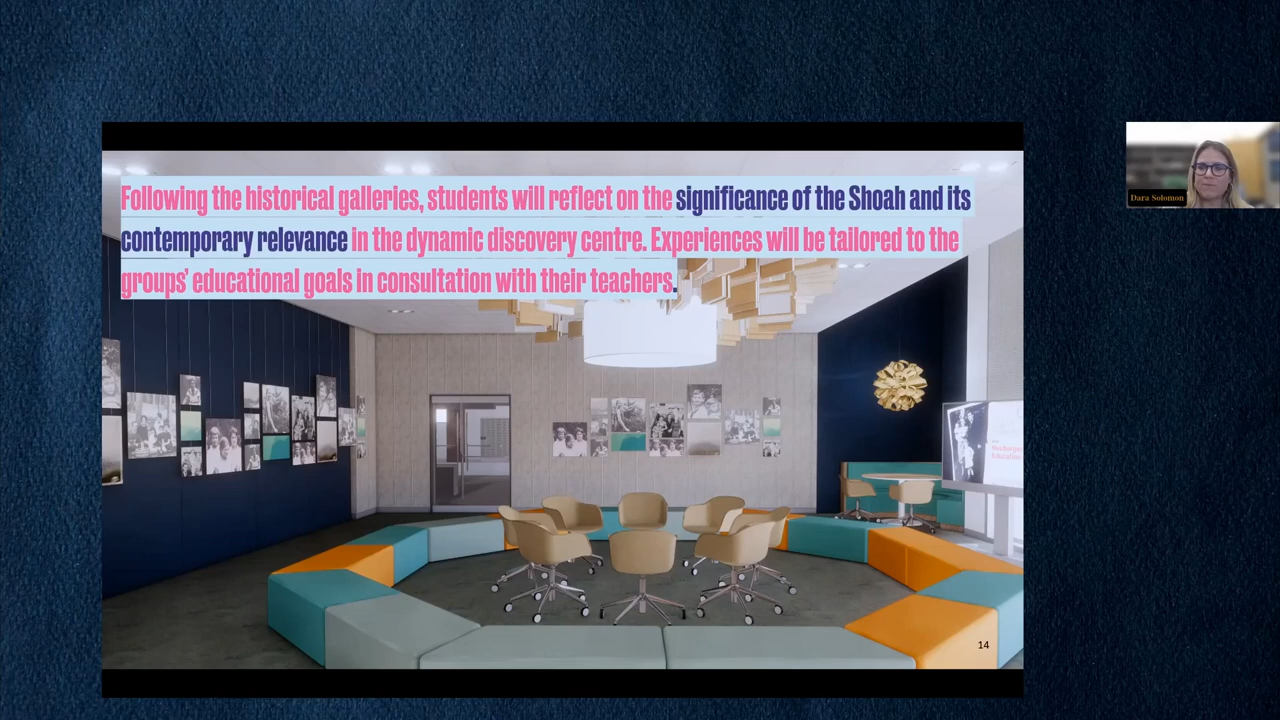 Following the historical galleries, students will reflect on the significance of the Shoah and its
contemporary relevance in the dynamic discovery centre. Experiences will be tailored to the
groups' educational goals in consultation with their teachers.
Dara Solomon
Neuberger
Education
14